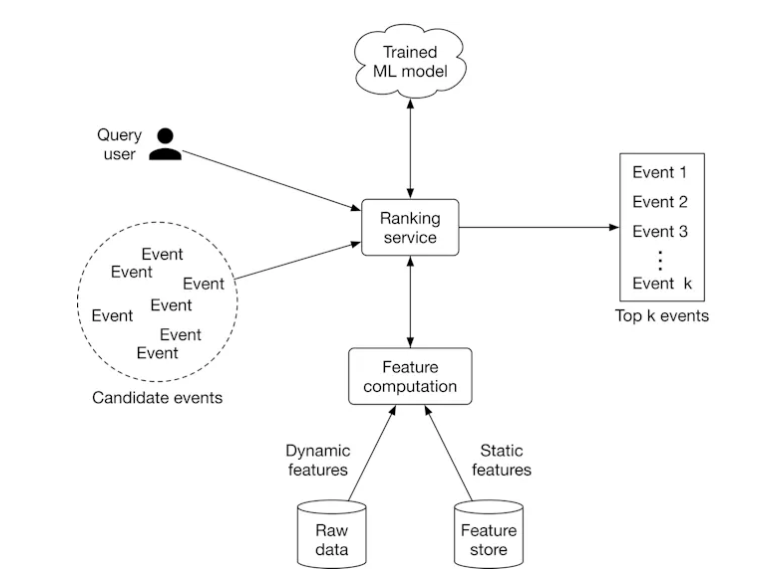 Trained
ML model
Query
user
Ranking
service
Event 1
Event 2
Event 3
Event k
Top k events
Event
Event
Event
Event
Event
Event
Event
Candidate events
Feature
computation
Dynamic
features
Static
features
Raw
data
Feature
store